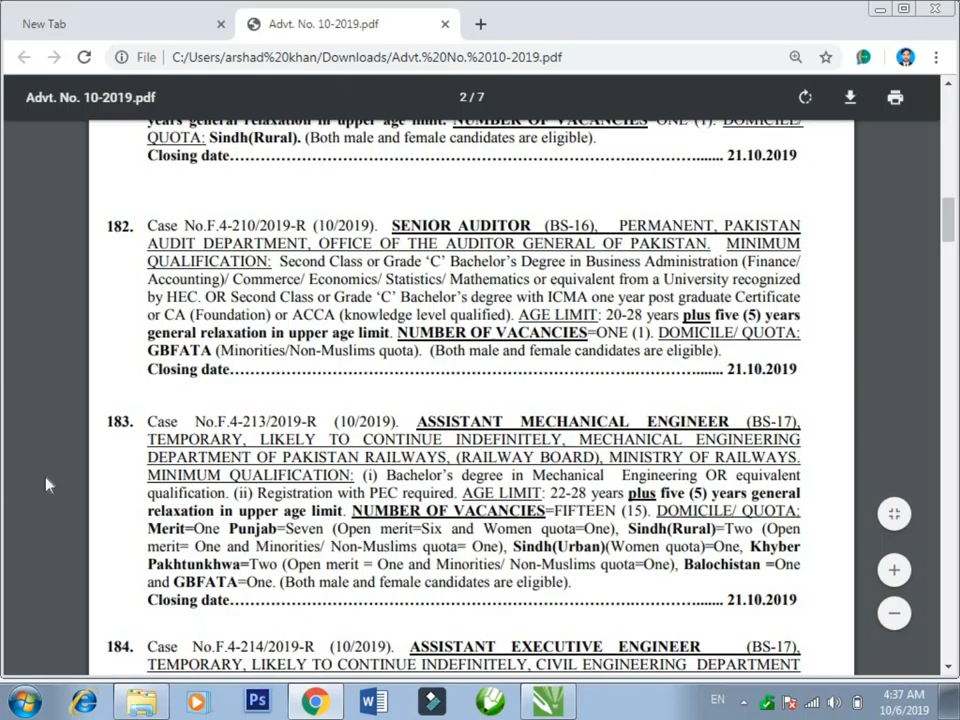 New Tab
Advt. No. 10-2019.pdf
File
C:/Users/arshad%20khan/Downloads/Advt.%20No.%2010-2019.pdf
Advt. No. 10-2019.pdf
2 / 7
years general relaxation in upper age limit. NUMBER OF VACANCIES=ONE (1). DOMICILE/
QUOTA: Sindh(Rural). (Both male and female candidates are eligible).
Closing date……………………………………………………….……........ 21.10.2019
182. Case No.F.4-210/2019-R (10/2019). SENIOR AUDITOR (BS-16), PERMANENT, PAKISTAN
AUDIT DEPARTMENT, OFFICE OF THE AUDITOR GENERAL OF PAKISTAN. MINIMUM
QUALIFICATION: Second Class or Grade ‘C’ Bachelor’s Degree in Business Administration (Finance/
Accounting)/ Commerce/ Economics/ Statistics/ Mathematics or equivalent from a University recognized
by HEC. OR Second Class or Grade ‘C’ Bachelor’s degree with ICMA one year post graduate Certificate
or CA (Foundation) or ACCA (knowledge level qualified). AGE LIMIT: 20-28 years plus five (5) years
general relaxation in upper age limit. NUMBER OF VACANCIES=ONE (1). DOMICILE/ QUOTA:
GBFATA (Minorities/Non-Muslims quota). (Both male and female candidates are eligible).
Closing date……………………………………………………….……........ 21.10.2019
183. Case No.F.4-213/2019-R (10/2019). ASSISTANT MECHANICAL ENGINEER (BS-17),
TEMPORARY, LIKELY TO CONTINUE INDEFINITELY, MECHANICAL ENGINEERING
DEPARTMENT OF PAKISTAN RAILWAYS, (RAILWAY BOARD), MINISTRY OF RAILWAYS.
MINIMUM QUALIFICATION: (i) Bachelor’s degree in Mechanical Engineering OR equivalent
qualification. (ii) Registration with PEC required. AGE LIMIT: 22-28 years plus five (5) years general
relaxation in upper age limit. NUMBER OF VACANCIES=FIFTEEN (15). DOMICILE/ QUOTA:
Merit=One Punjab=Seven (Open merit=Six and Women quota=One), Sindh(Rural)=Two (Open
merit= One and Minorities/ Non-Muslims quota= One), Sindh(Urban)(Women quota)=One, Khyber
Pakhtunkhwa=Two (Open merit = One and Minorities/ Non-Muslims quota=One), Balochistan =One
and GBFATA=One. (Both male and female candidates are eligible).
Closing date……………………………………………………….……........ 21.10.2019
184. Case No.F.4-214/2019-R (10/2019). ASSISTANT EXECUTIVE ENGINEER (BS-17),
TEMPORARY, LIKELY TO CONTINUE INDEFINITELY, CIVIL ENGINEERING DEPARTMENT
Ps
EN
4:37 AM
10/6/2019